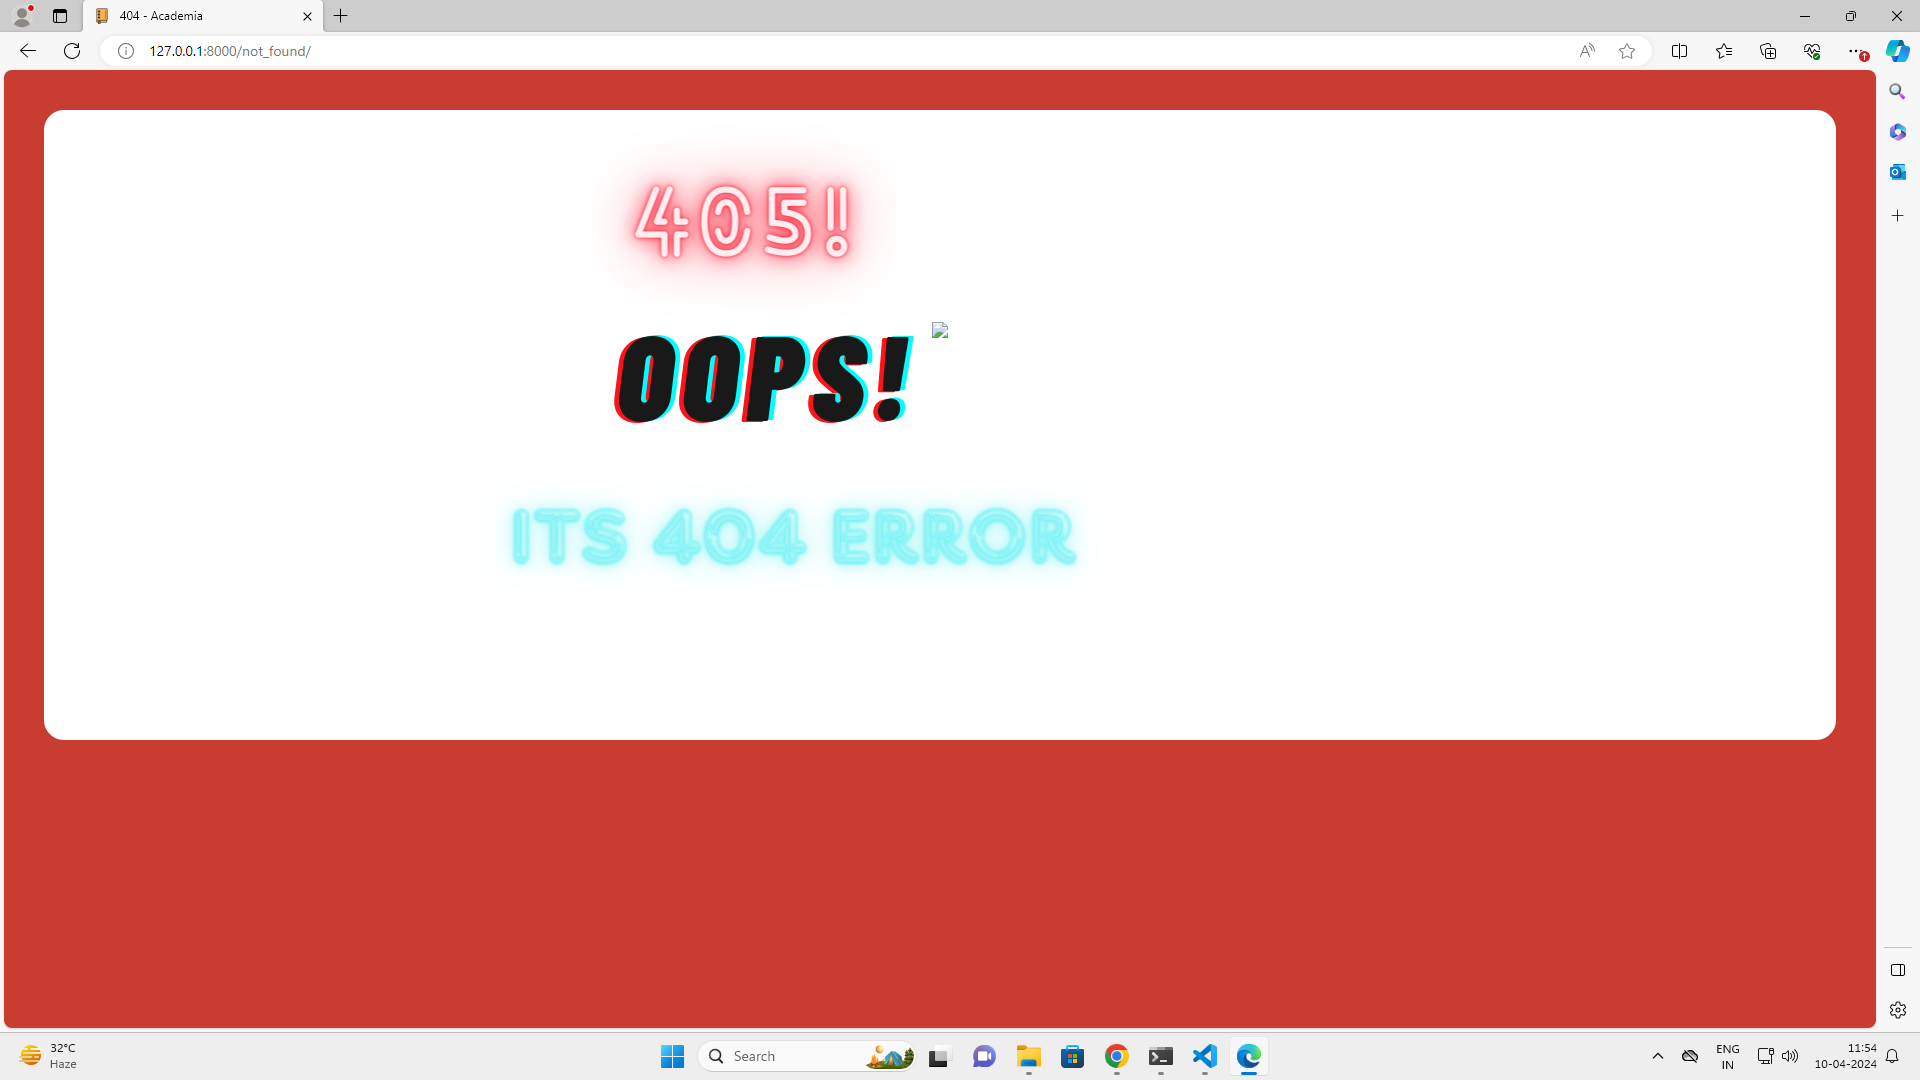 404 - Academia
127.0.0.1:8000/not_found/
405!
OOPS!
ITS 404 ERROR
32°C
Haze
Search
ENG
IN
11:54
10-04-2024